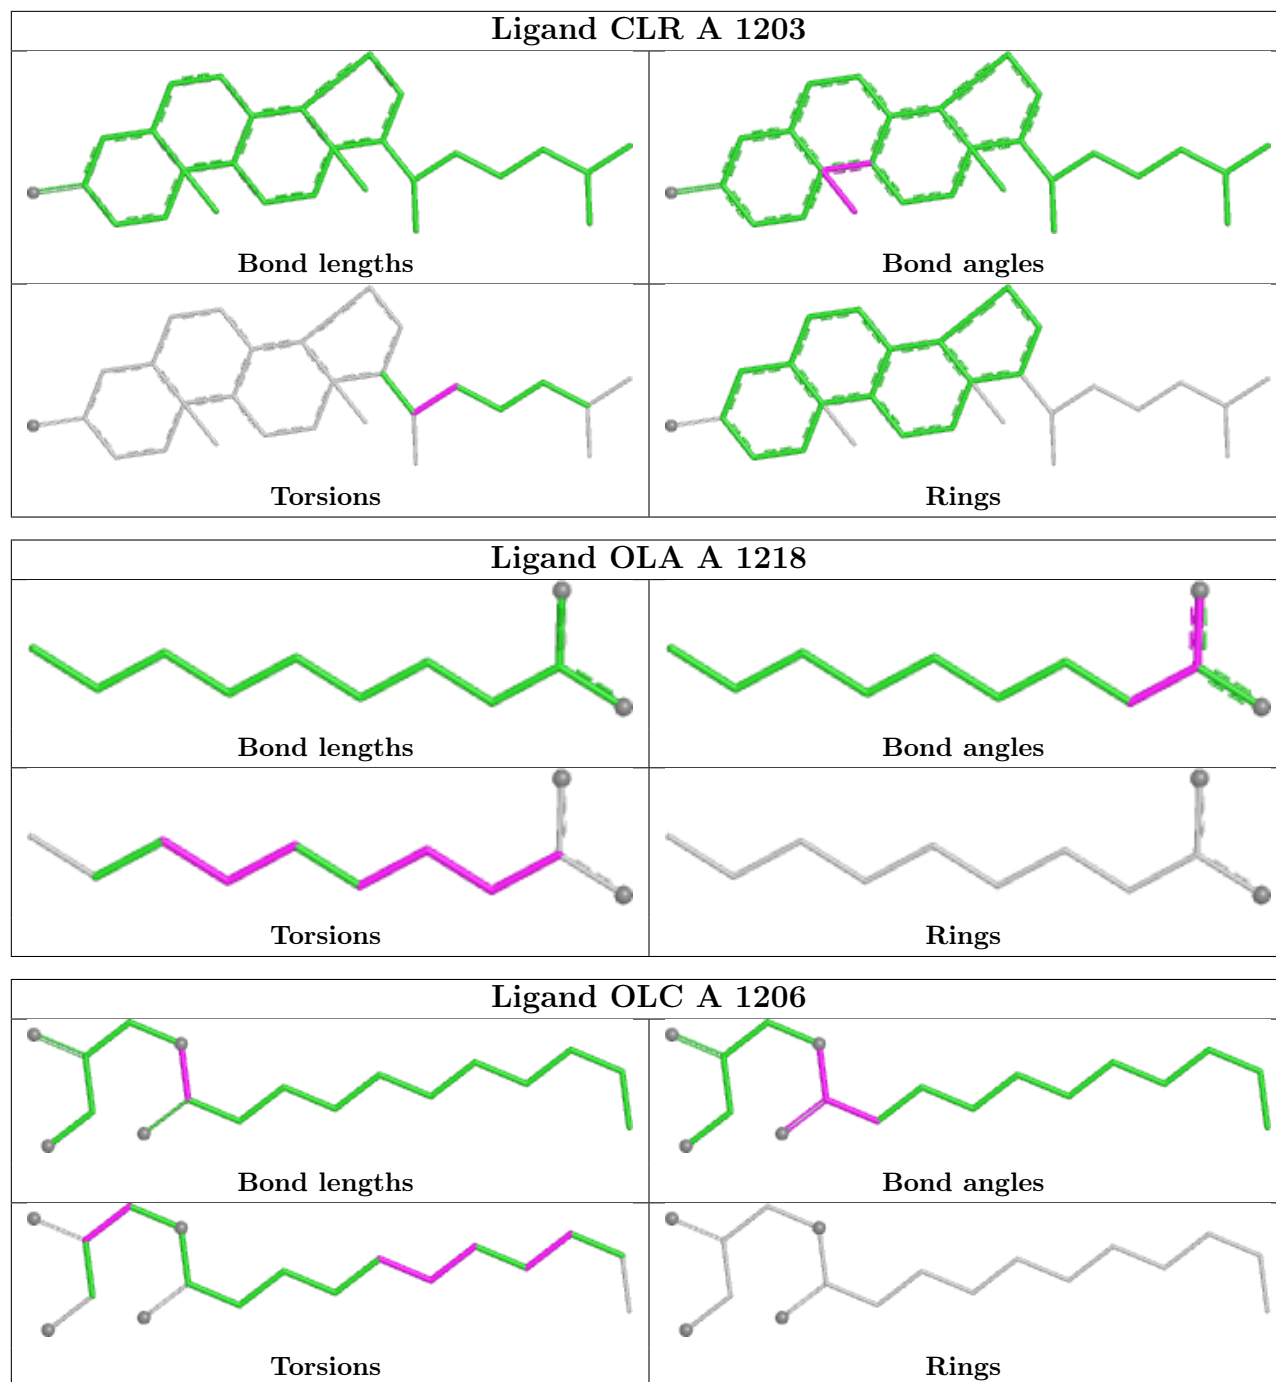 Ligand CLR A 1203
Bond lengths
Bond angles
Torsions
Rings
Ligand OLA A 1218
Bond lengths
Bond angles
Torsions
Rings
Ligand OLC A 1206
Bond lengths
Bond angles
Torsions
Rings